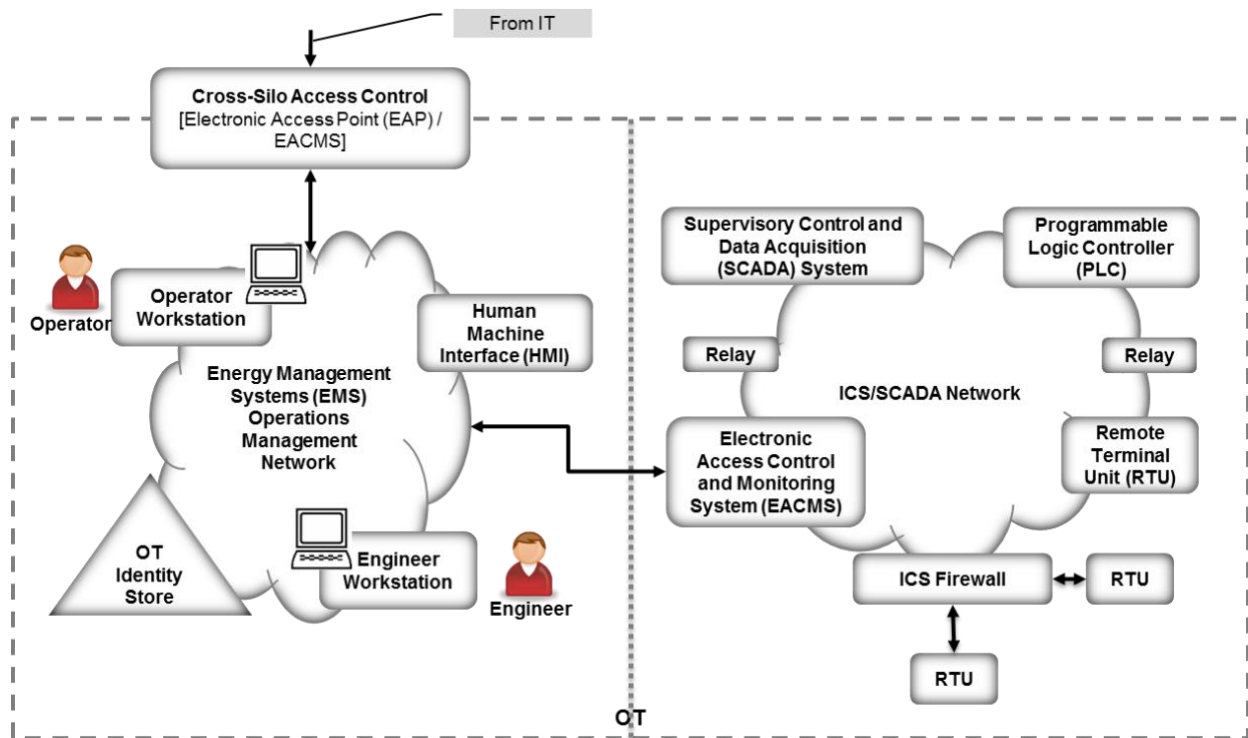 From IT
Cross-Silo Access Control
[Electronic Access Point (EAP) /
EACMS]
Operator
Operator
Workstation
Human
Machine
Interface (HMI)
Energy Management
Systems (EMS)
Operations
Management
Network
OT
Identity
Store
Engineer
Workstation
Engineer
Supervisory Control and
Data Acquisition
(SCADA) System
Programmable
Logic Controller
(PLC)
Relay
Relay
ICS/SCADA Network
Electronic
Access Control
and Monitoring
System (EACMS)
Remote
Terminal
Unit (RTU)
ICS Firewall
RTU
RTU
OT